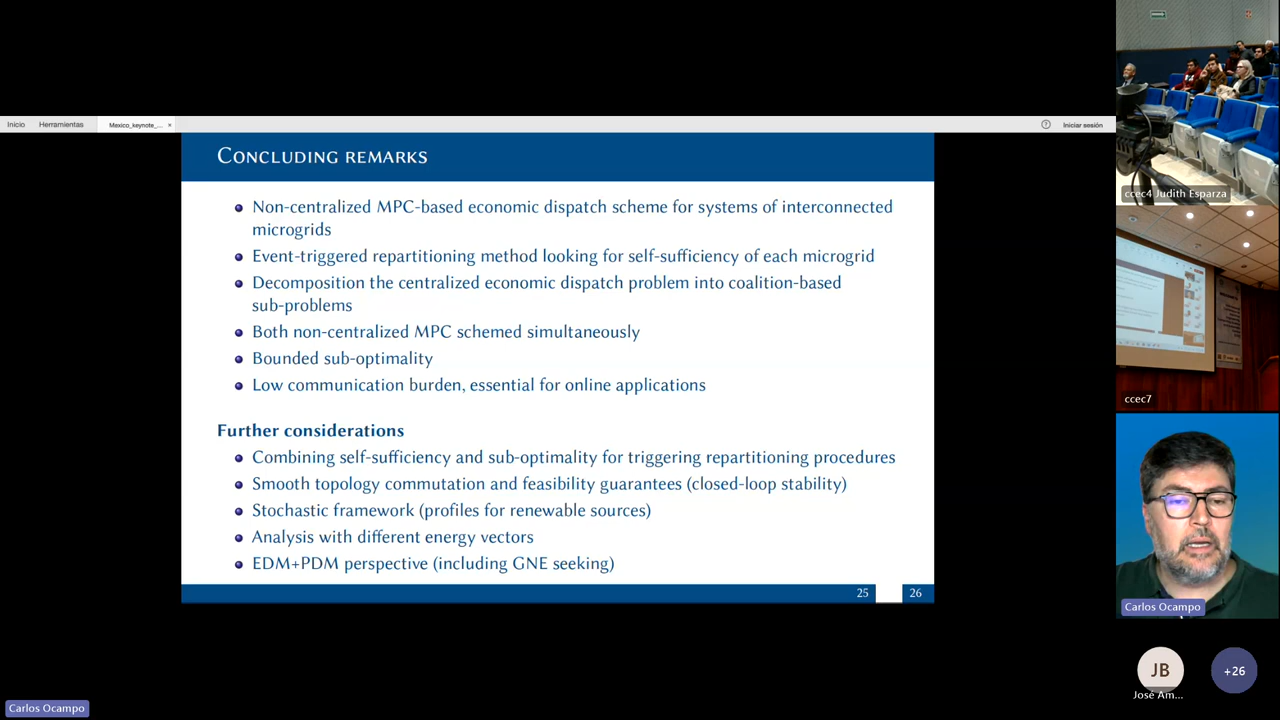 Inicio
Herramientas
Mexico_keynote_...
×
?
Iniciar sesión
CONCLUDING REMARKS
Non-centralized MPC-based economic dispatch scheme for systems of interconnected
microgrids
Event-triggered repartitioning method looking for self-sufficiency of each microgrid
Decomposition the centralized economic dispatch problem into coalition-based
sub-problems
Both non-centralized MPC schemed simultaneously
Bounded sub-optimality
Low communication burden, essential for online applications
Further considerations
Combining self-sufficiency and sub-optimality for triggering repartitioning procedures
Smooth topology commutation and feasibility guarantees (closed-loop stability)
Stochastic framework (profiles for renewable sources)
Analysis with different energy vectors
EDM+PDM perspective (including GNE seeking)
25
26
ccec4 Judith Esparza
ccec7
Carlos Ocampo
JB
José Am...
+26
Carlos Ocampo